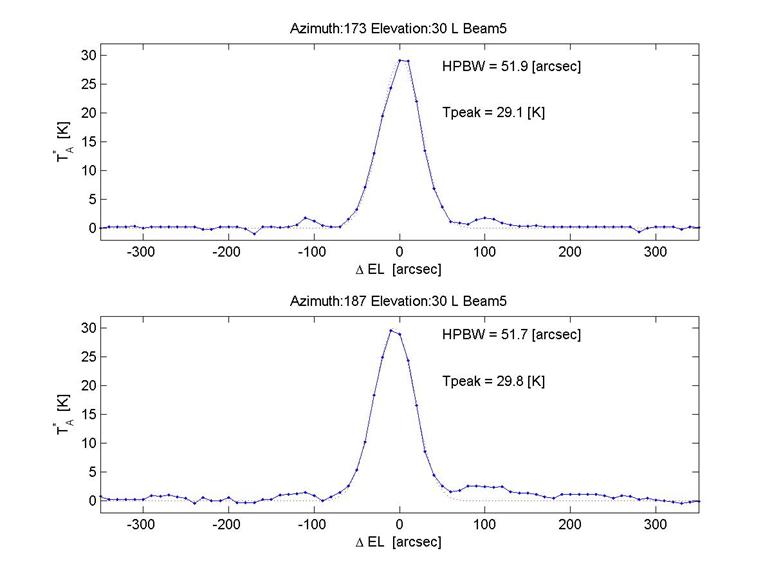 Azimuth:173 Elevation:30 L Beam5
30
25
20
15
10
5
0
T*A [K]
HPBW = 51.9 [arcsec]
Tpeak = 29.1 [K]
-300 -200 -100 0 100 200 300
Δ EL [arcsec]
Azimuth:187 Elevation:30 L Beam5
30
25
20
15
10
5
0
T*A [K]
HPBW = 51.7 [arcsec]
Tpeak = 29.8 [K]
-300 -200 -100 0 100 200 300
Δ EL [arcsec]